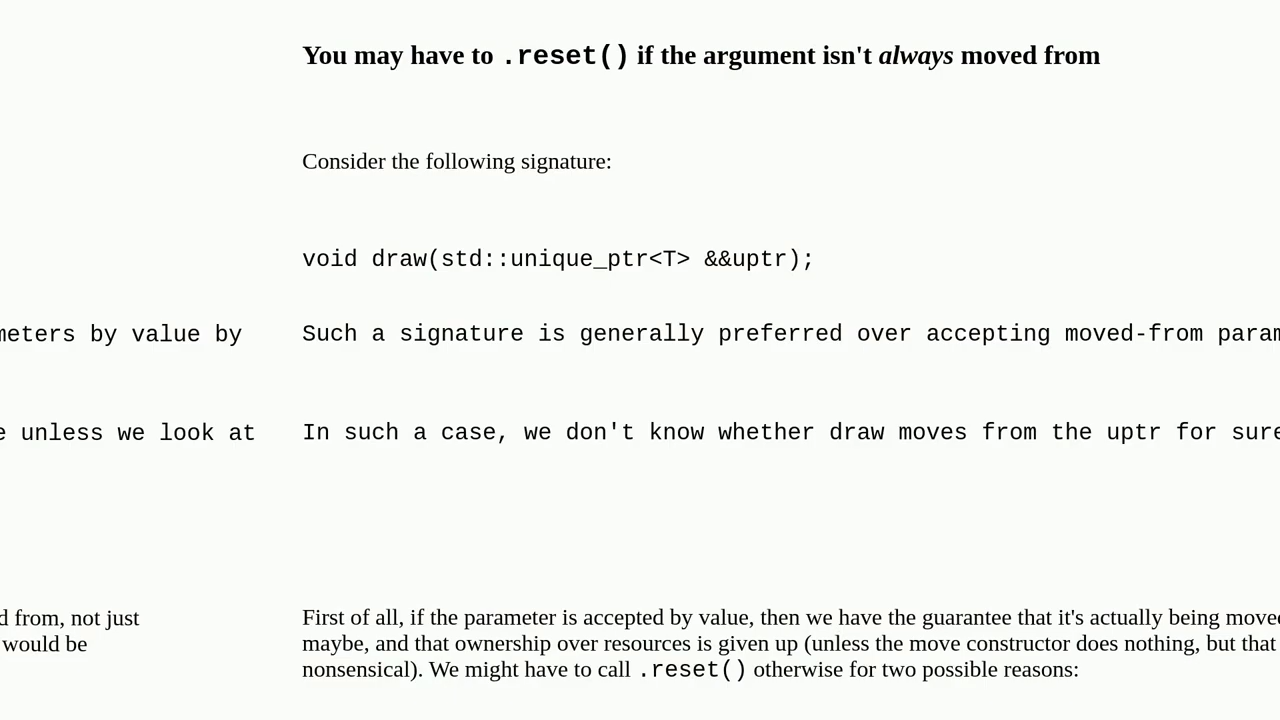 You may have to .reset() if the argument isn't always moved from
Consider the following signature:
void draw(std::unique_ptr<T> &&uptr);
meters by value by
Such a signature is generally preferred over accepting moved-from param
e unless we look at
In such a case, we don't know whether draw moves from the uptr for sure
d from, not just
would be
First of all, if the parameter is accepted by value, then we have the guarantee that it's actually being moved
maybe, and that ownership over resources is given up (unless the move constructor does nothing, but that
nonsensical). We might have to call .reset() otherwise for two possible reasons: